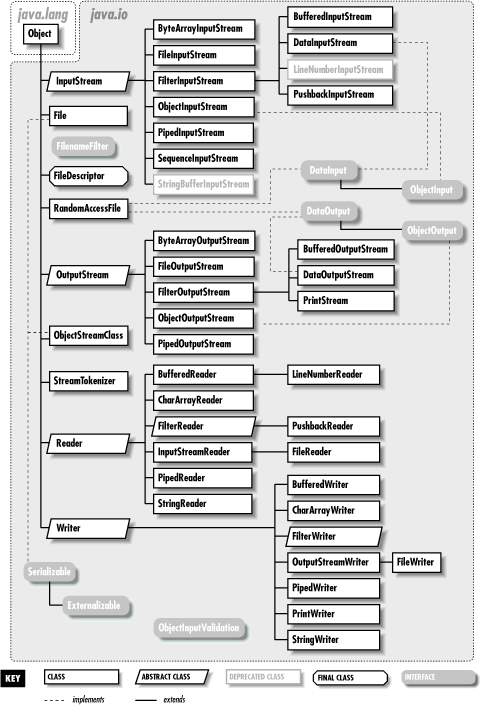 java.lang
java.io
Object
InputStream
File
FilenameFilter
FileDescriptor
RandomAccessFile
OutputStream
ObjectStreamClass
StreamTokenizer
Reader
Writer
Serializable
Externalizable
ByteArrayInputStream
FileInputStream
FilterInputStream
ObjectInputStream
PipedInputStream
SequenceInputStream
StringBufferInputStream
BufferedInputStream
DataInputStream
LineNumberInputStream
PushbackInputStream
DataInput
ObjectInput
DataOutput
ObjectOutput
ByteArrayOutputStream
FileOutputStream
FilterOutputStream
ObjectOutputStream
PipedOutputStream
BufferedOutputStream
DataOutputStream
PrintStream
BufferedReader
CharArrayReader
FilterReader
InputStreamReader
PipedReader
StringReader
LineNumberReader
PushbackReader
FileReader
BufferedWriter
CharArrayWriter
FilterWriter
OutputStreamWriter
FileWriter
PipedWriter
PrintWriter
StringWriter
ObjectInputValidation
KEY
CLASS
ABSTRACT CLASS
DEPRECATED CLASS
FINAL CLASS
INTERFACE
implements
extends